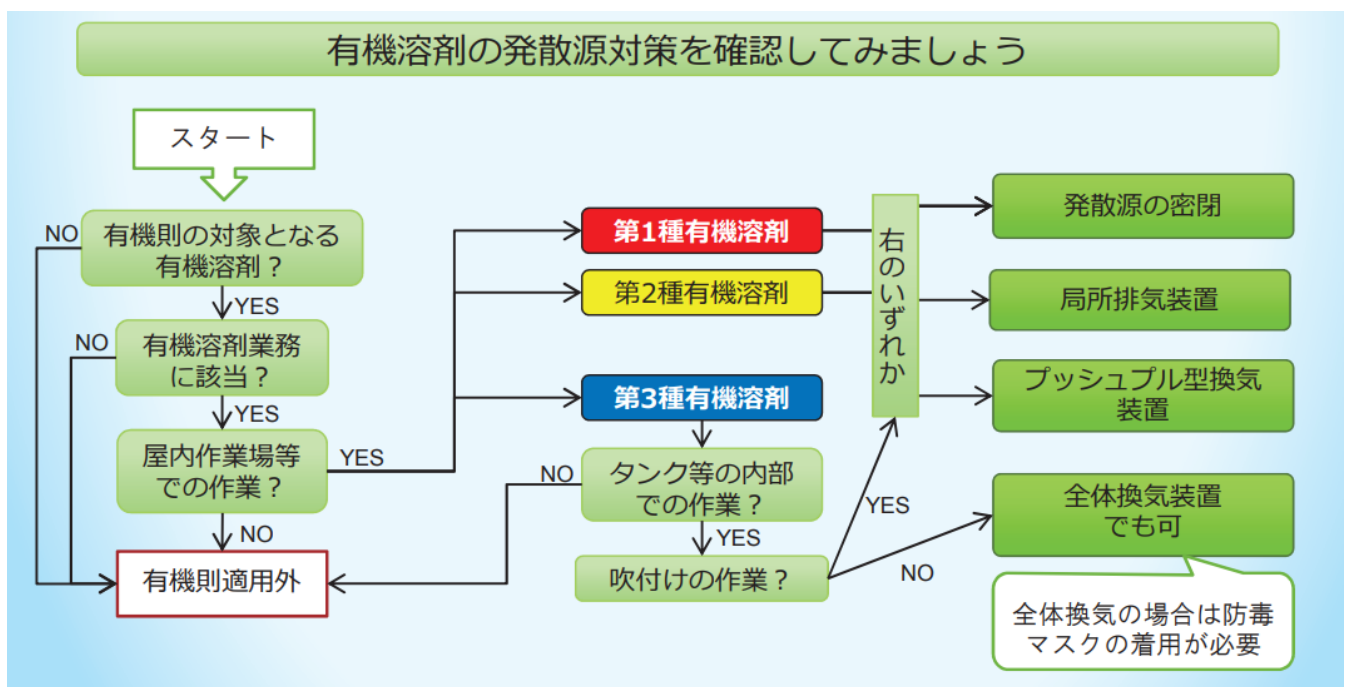 有機溶剤の発散源対策を確認してみましょう
スタート
NO
有機則の対象となる
有機溶剤？
YES
NO
有機溶剤業務
に該当？
YES
屋内作業場等
での作業？
YES
NO
有機則適用外
第1種有機溶剤
第2種有機溶剤
第3種有機溶剤
NO
タンク等の内部
での作業？
YES
吹付けの作業？
YES
NO
右のいずれか
発散源の密閉
局所排気装置
プッシュプル型換気
装置
全体換気装置
でも可
全体換気の場合は防毒
マスクの着用が必要